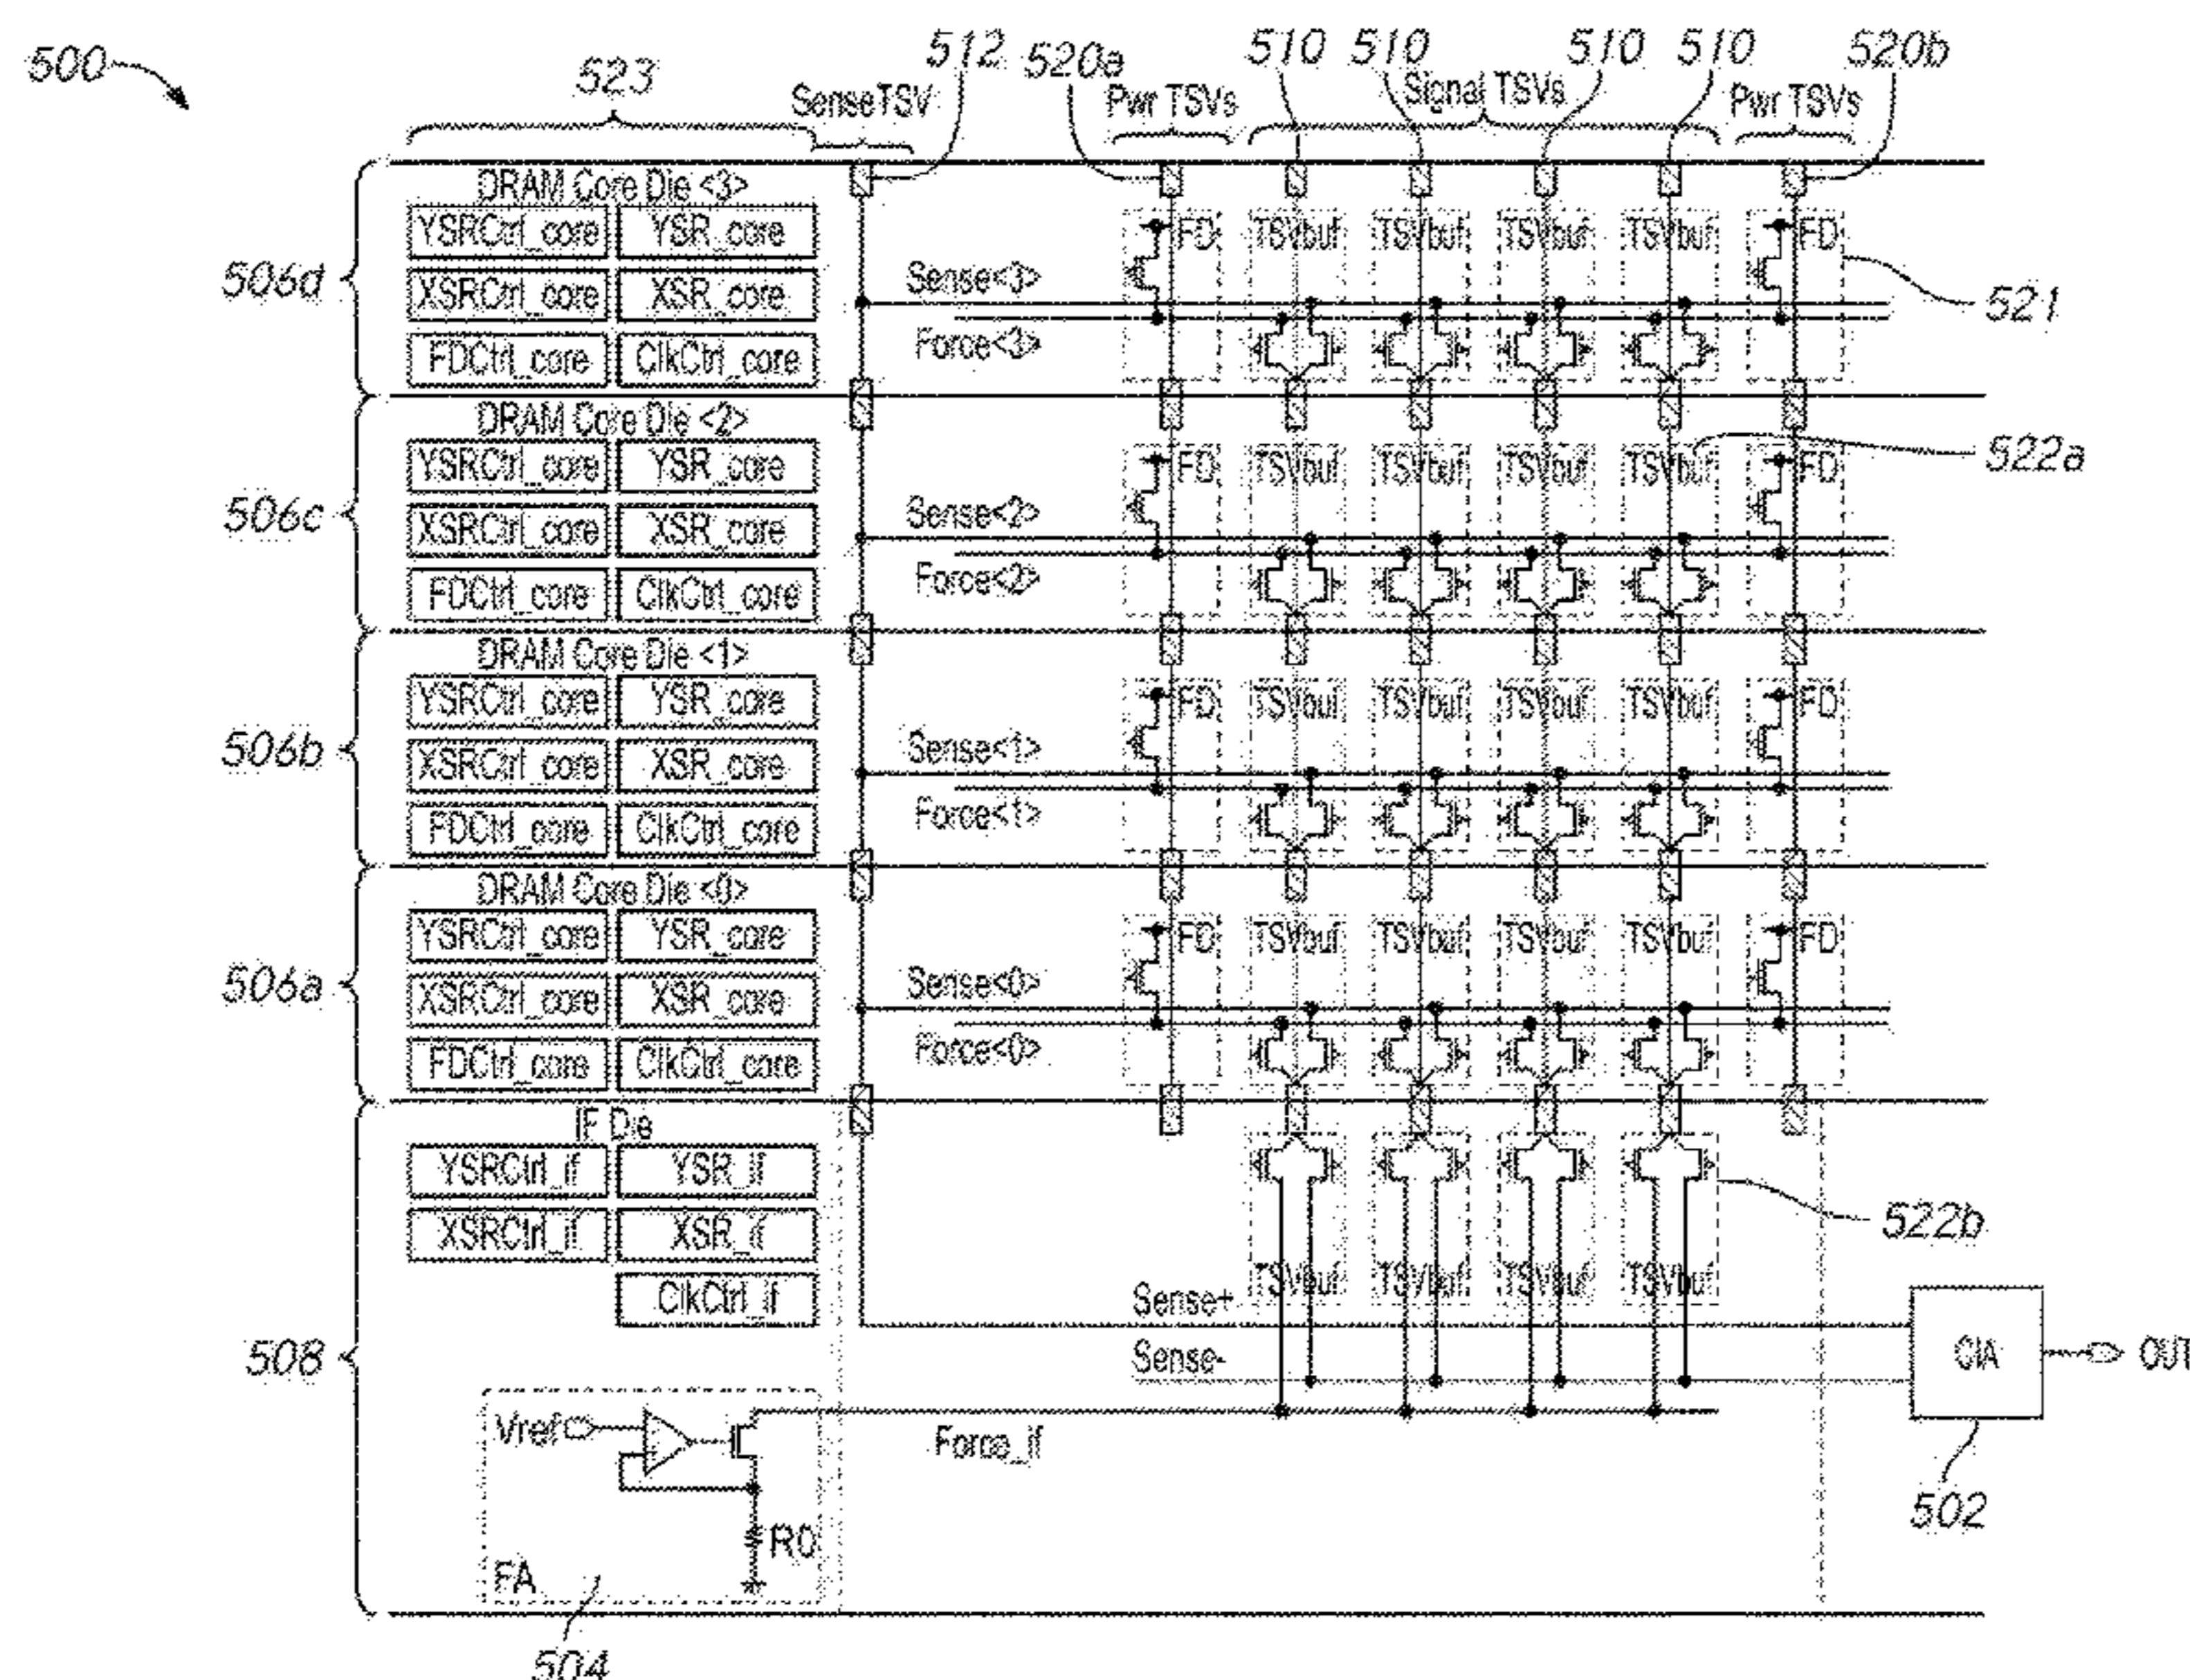 500
523
512
520a
510
510
510
510
520b
SenseTSV
Pwr TSVs
Signal TSVs
Pwr TSVs
506d
DRAM Core Die <3>
YSRCtrl_core YSR_core
XSRCtrl_core XSR_core
FDCtrl_core ClkCtrl_core
Sense<3>
Force<3>
FD TSVbuf TSVbuf TSVbuf TSVbuf FD
521
506c
DRAM Core Die <2>
YSRCtrl_core YSR_core
XSRCtrl_core XSR_core
FDCtrl_core ClkCtrl_core
Sense<2>
Force<2>
FD TSVbuf TSVbuf TSVbuf TSVbuf FD
522a
506b
DRAM Core Die <1>
YSRCtrl_core YSR_core
XSRCtrl_core XSR_core
FDCtrl_core ClkCtrl_core
Sense<1>
Force<1>
FD TSVbuf TSVbuf TSVbuf TSVbuf FD
506a
DRAM Core Die <0>
YSRCtrl_core YSR_core
XSRCtrl_core XSR_core
FDCtrl_core ClkCtrl_core
Sense<0>
Force<0>
FD TSVbuf TSVbuf TSVbuf TSVbuf FD
508
IF Die
YSRCtrl_if YSR_if
XSRCtrl_if XSR_if
ClkCtrl_if
522b
TSVbuf TSVbuf TSVbuf TSVbuf
Sense+
Sense-
CIA
OUT
502
Force_if
Vref
R0
FA
504